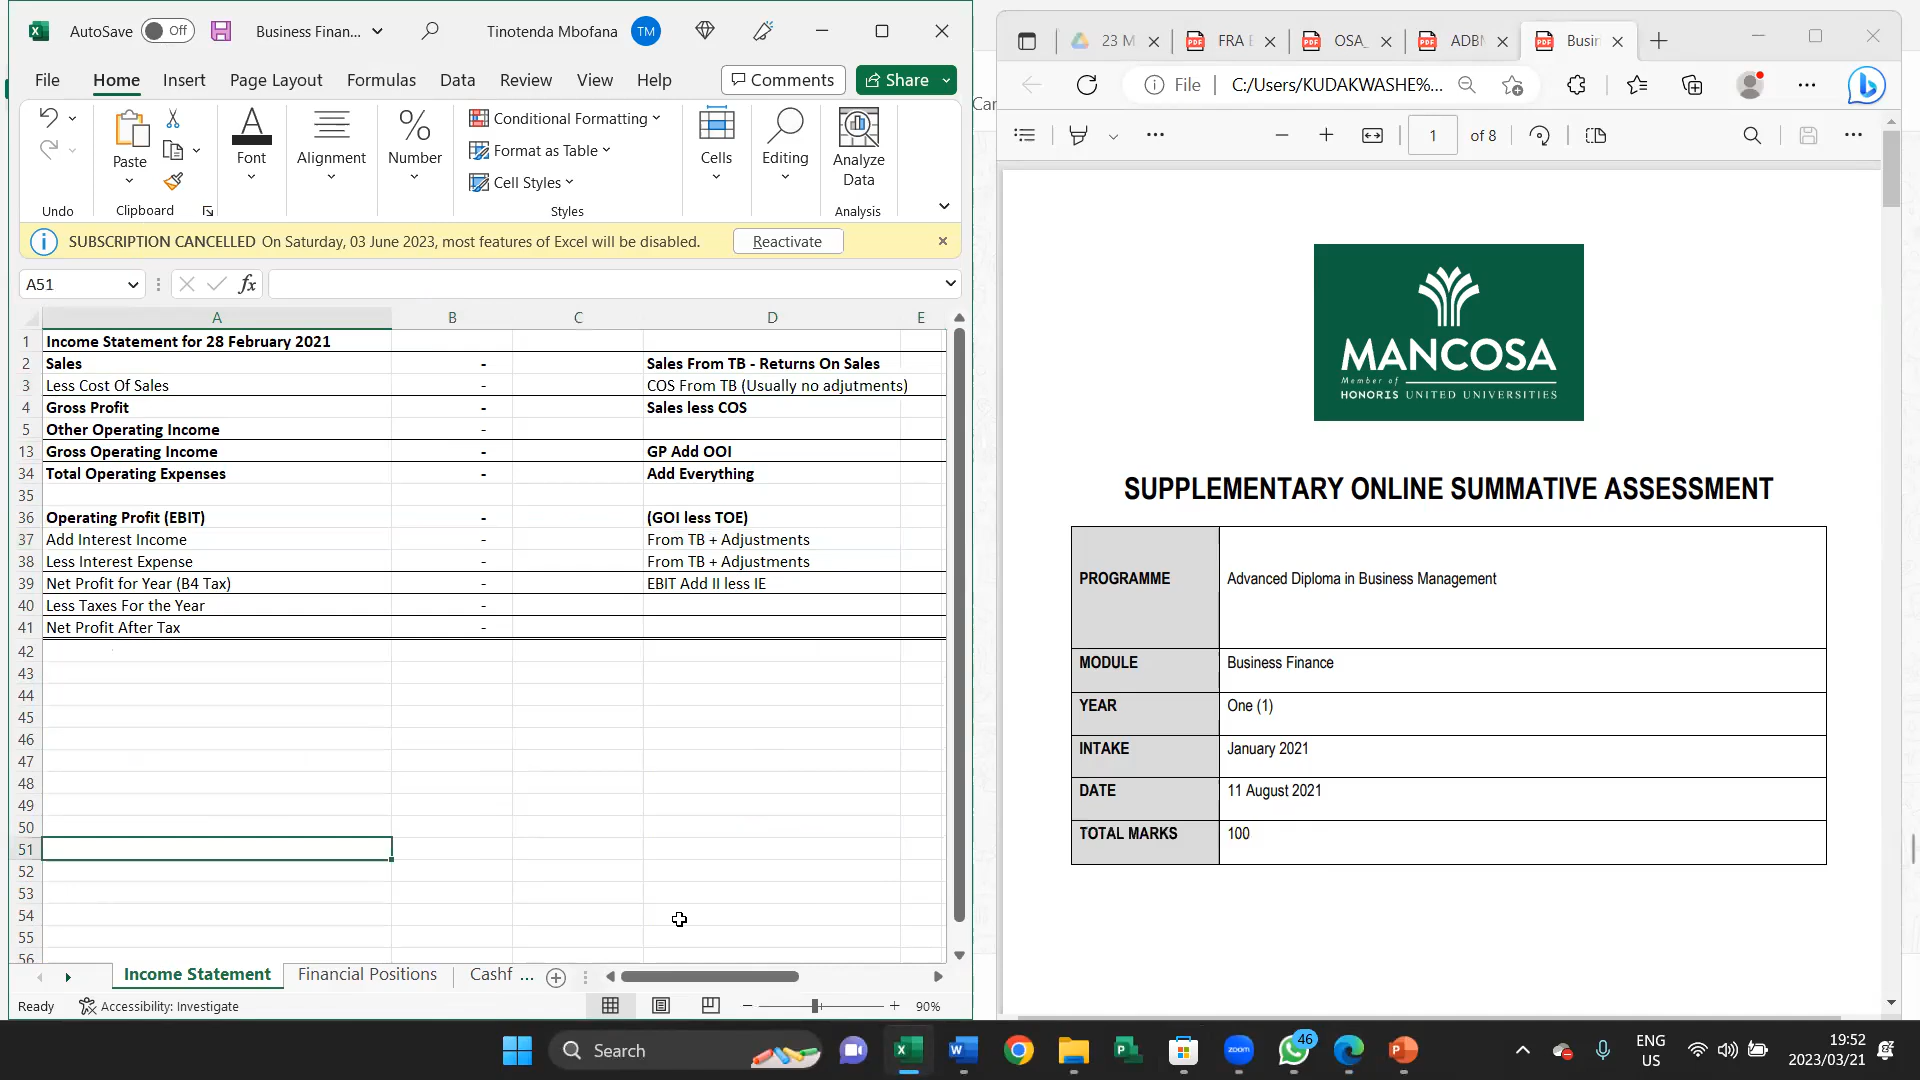 AutoSave Off Business Finan... Tinotenda Mbofana TM
File Home Insert Page Layout Formulas Data Review View Help Comments Share
Paste Font Alignment Number Conditional Formatting Cells Editing Analyze Data
Format as Table
Cell Styles
Undo Clipboard Styles Analysis
SUBSCRIPTION CANCELLED On Saturday, 03 June 2023, most features of Excel will be disabled. Reactivate
A51 fx
A B C D E
1 Income Statement for 28 February 2021
2 Sales - Sales From TB - Returns On Sales
3 Less Cost Of Sales - COS From TB (Usually no adjutments)
4 Gross Profit - Sales less COS
5 Other Operating Income -
13 Gross Operating Income - GP Add OOI
34 Total Operating Expenses - Add Everything
35
36 Operating Profit (EBIT) - (GOI less TOE)
37 Add Interest Income - From TB + Adjustments
38 Less Interest Expense - From TB + Adjustments
39 Net Profit for Year (B4 Tax) - EBIT Add II less IE
40 Less Taxes For the Year -
41 Net Profit After Tax -
42
43
44
45
46
47
48
49
50
51
52
53
54
55
56
Income Statement Financial Positions Cashf ...
Ready Accessibility: Investigate 90%
23 M FRA E OSA_ ADBM Busin
File C:/Users/KUDAKWASHE%...
1 of 8
MANCOSA
Member of
HONORIS UNITED UNIVERSITIES
SUPPLEMENTARY ONLINE SUMMATIVE ASSESSMENT
PROGRAMME Advanced Diploma in Business Management
MODULE Business Finance
YEAR One (1)
INTAKE January 2021
DATE 11 August 2021
TOTAL MARKS 100
Search zoom 46 ENG US 19:52 2023/03/21